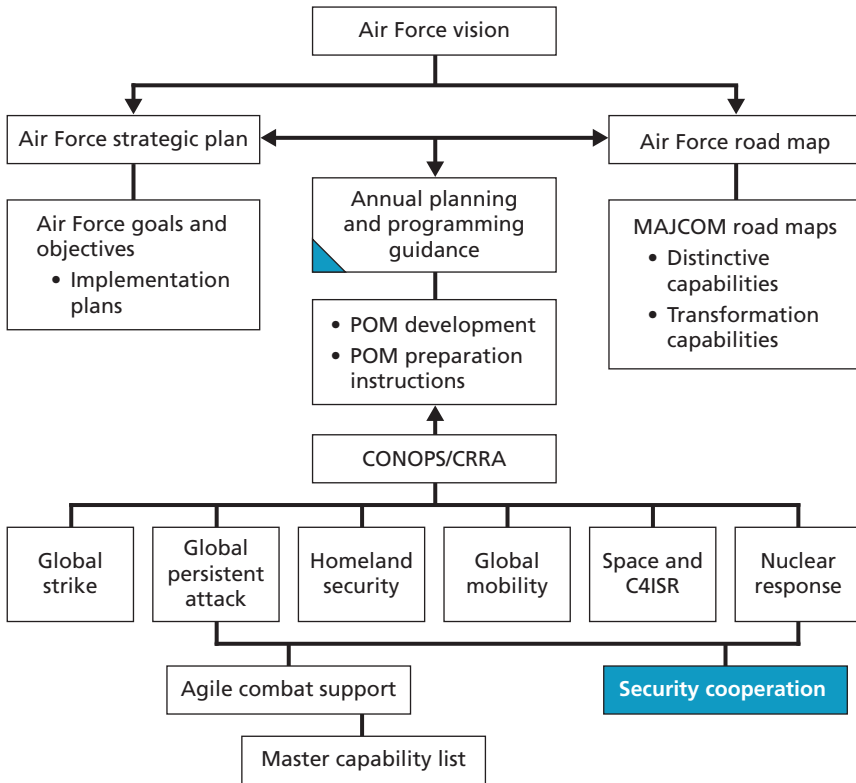 Air Force vision
Air Force strategic plan
Air Force road map
Air Force goals and
objectives
• Implementation
plans
Annual planning
and programming
guidance
MAJCOM road maps
• Distinctive
capabilities
• Transformation
capabilities
• POM development
• POM preparation
instructions
CONOPS/CRRA
Global
strike
Global
persistent
attack
Homeland
security
Global
mobility
Space and
C4ISR
Nuclear
response
Agile combat support
Security cooperation
Master capability list